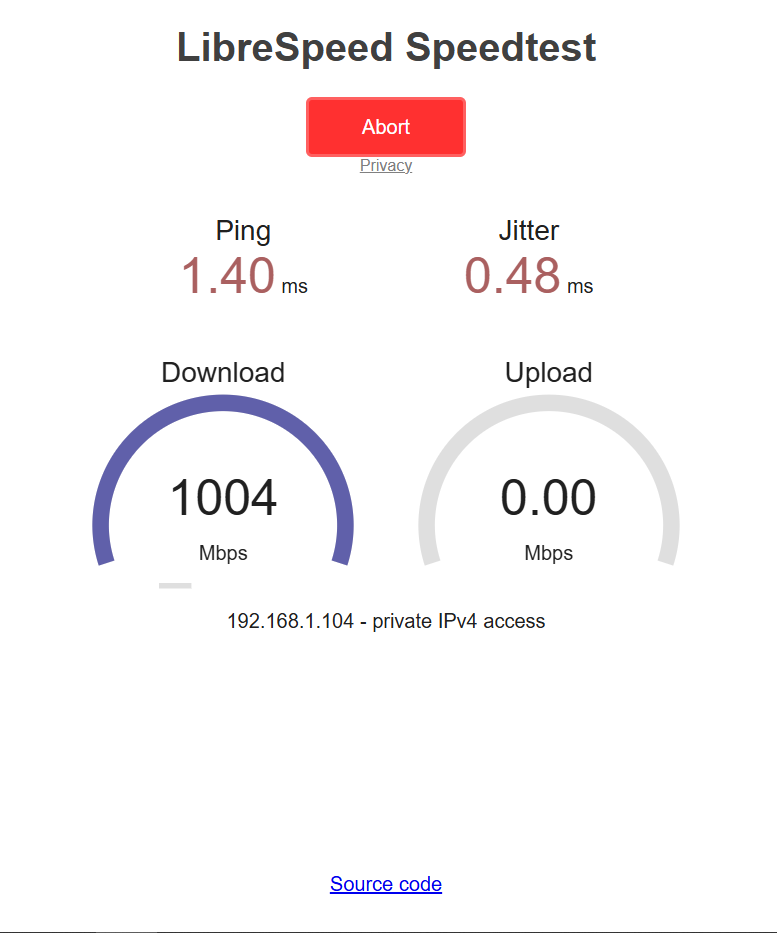 LibreSpeed Speedtest
Abort
Privacy
Ping
1.40 ms
Jitter
0.48 ms
Download
1004
Mbps
Upload
0.00
Mbps
192.168.1.104 - private IPv4 access
Source code